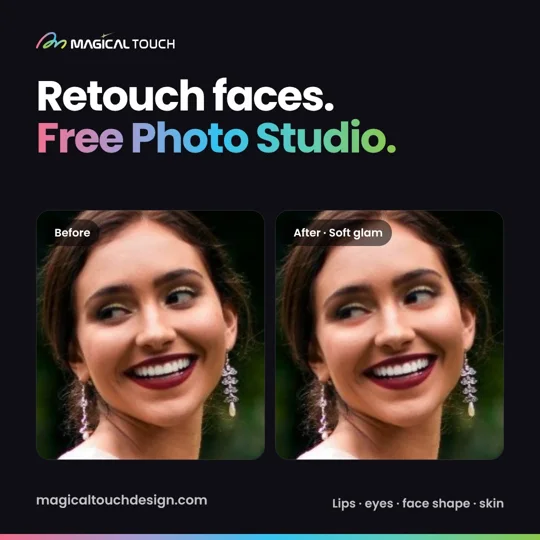 MAGICAL TOUCH
Retouch faces.
Free Photo Studio.
Before
After · Soft glam
magicaltouchdesign.com
Lips · eyes · face shape · skin